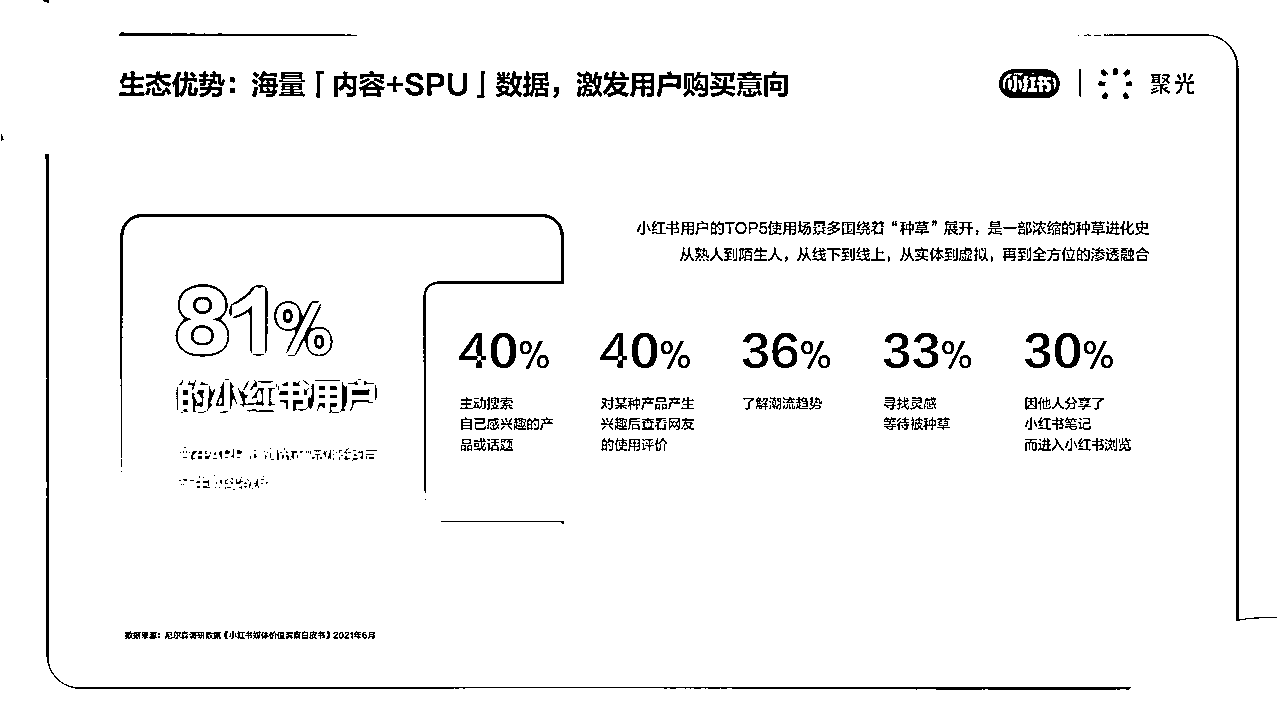 生态优势：海量「内容+SPU」数据，激发用户购买意向
小红书 聚光
小红书用户的TOP5使用场景多围绕着“种草”展开，是一部浓缩的种草进化史
从熟人到陌生人，从线下到线上，从实体到虚拟，再到全方位的渗透融合
81%
的小红书用户
40%
主动搜索
自己感兴趣的产
品或话题
40%
对某种产品产生
兴趣后查看网友
的使用评价
36%
了解潮流趋势
33%
寻找灵感
等待被种草
30%
因他人分享了
小红书笔记
而进入小红书浏览
数据来源：尼尔森调研数据《小红书媒体价值实南白皮书》2021年6月